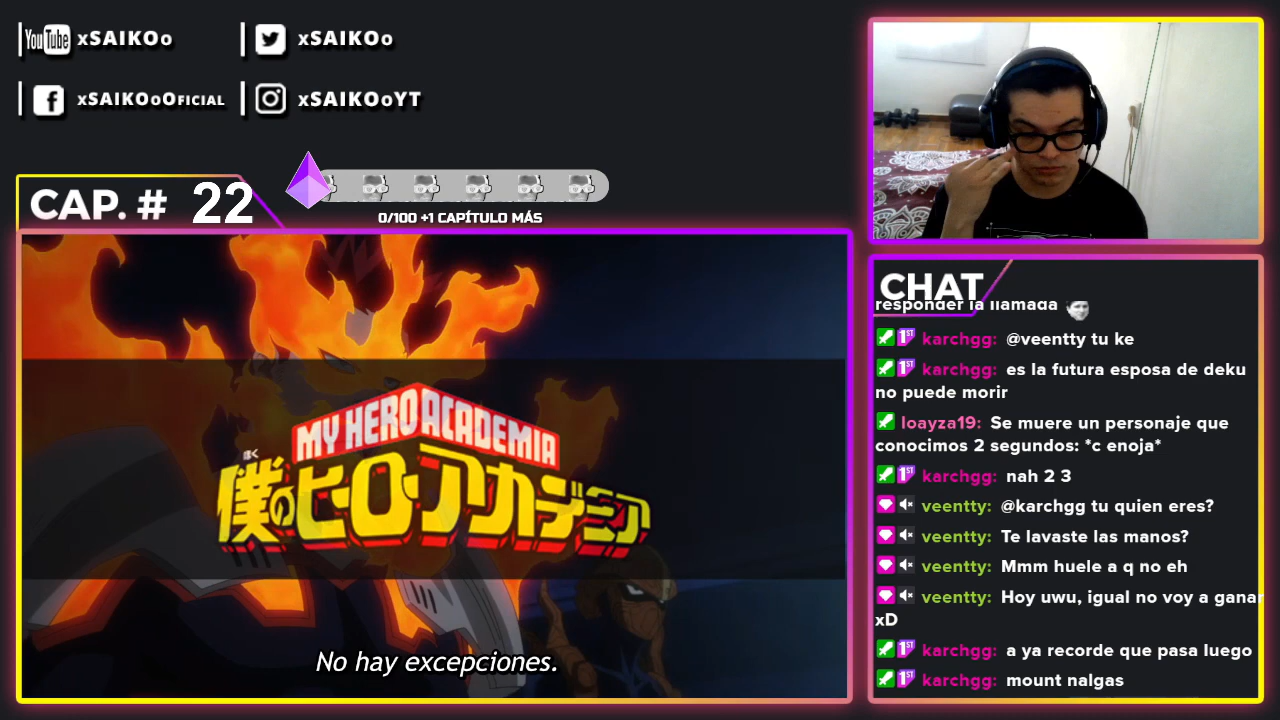 YouTube xSAIKOo
xSAIKOo
xSAIKOoOFICIAL
xSAIKOoYT
CAP. # 22
0/100 +1 CAPÍTULO MÁS
MY HERO ACADEMIA
ぼく
僕のヒーローアカデミア
No hay excepciones.
CHAT
responder la llamada
karchgg: @veentty tu ke
karchgg: es la futura esposa de deku
no puede morir
loayza19: Se muere un personaje que
conocimos 2 segundos: *c enoja*
karchgg: nah 2 3
veentty: @karchgg tu quien eres?
veentty: Te lavaste las manos?
veentty: Mmm huele a q no eh
veentty: Hoy uwu, igual no voy a ganar
xD
karchgg: a ya recorde que pasa luego
karchgg: mount nalgas